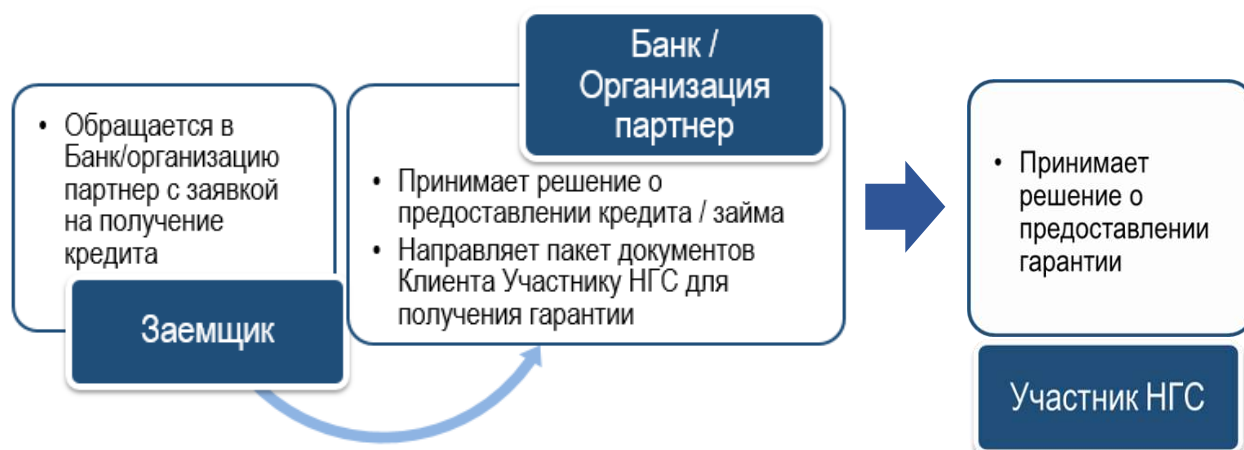 • Обращается в
Банк/организацию
партнер с заявкой
на получение
кредита
Заемщик
Банк /
Организация
партнер
• Принимает решение о
предоставлении кредита / займа
• Направляет пакет документов
Клиента Участнику НГС для
получения гарантии
• Принимает
решение о
предоставлении
гарантии
Участник НГС